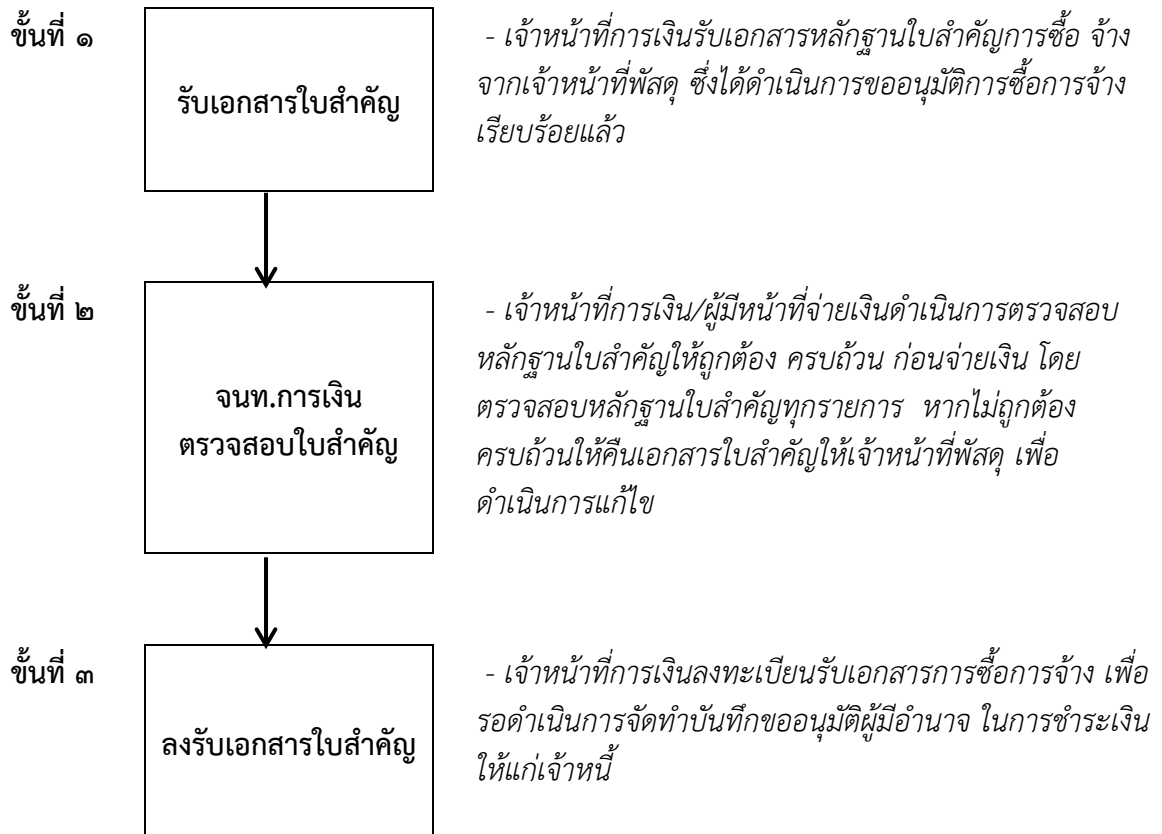 ขั้นที่ ๑
รับเอกสารใบสำคัญ
- เจ้าหน้าที่การเงินรับเอกสารหลักฐานใบสำคัญการซื้อ จ้าง
จากเจ้าหน้าที่พัสดุ ซึ่งได้ดำเนินการขออนุมัติการซื้อการจ้าง
เรียบร้อยแล้ว
ขั้นที่ ๒
จนท.การเงิน
ตรวจสอบใบสำคัญ
- เจ้าหน้าที่การเงิน/ผู้มีหน้าที่จ่ายเงินดำเนินการตรวจสอบ
หลักฐานใบสำคัญให้ถูกต้อง ครบถ้วน ก่อนจ่ายเงิน โดย
ตรวจสอบหลักฐานใบสำคัญทุกรายการ หากไม่ถูกต้อง
ครบถ้วนให้คืนเอกสารใบสำคัญให้เจ้าหน้าที่พัสดุ เพื่อ
ดำเนินการแก้ไข
ขั้นที่ ๓
ลงรับเอกสารใบสำคัญ
- เจ้าหน้าที่การเงินลงทะเบียนรับเอกสารการซื้อการจ้าง เพื่อ
รอดำเนินการจัดทำบันทึกขออนุมัติผู้มีอำนาจ ในการชำระเงิน
ให้แก่เจ้าหนี้